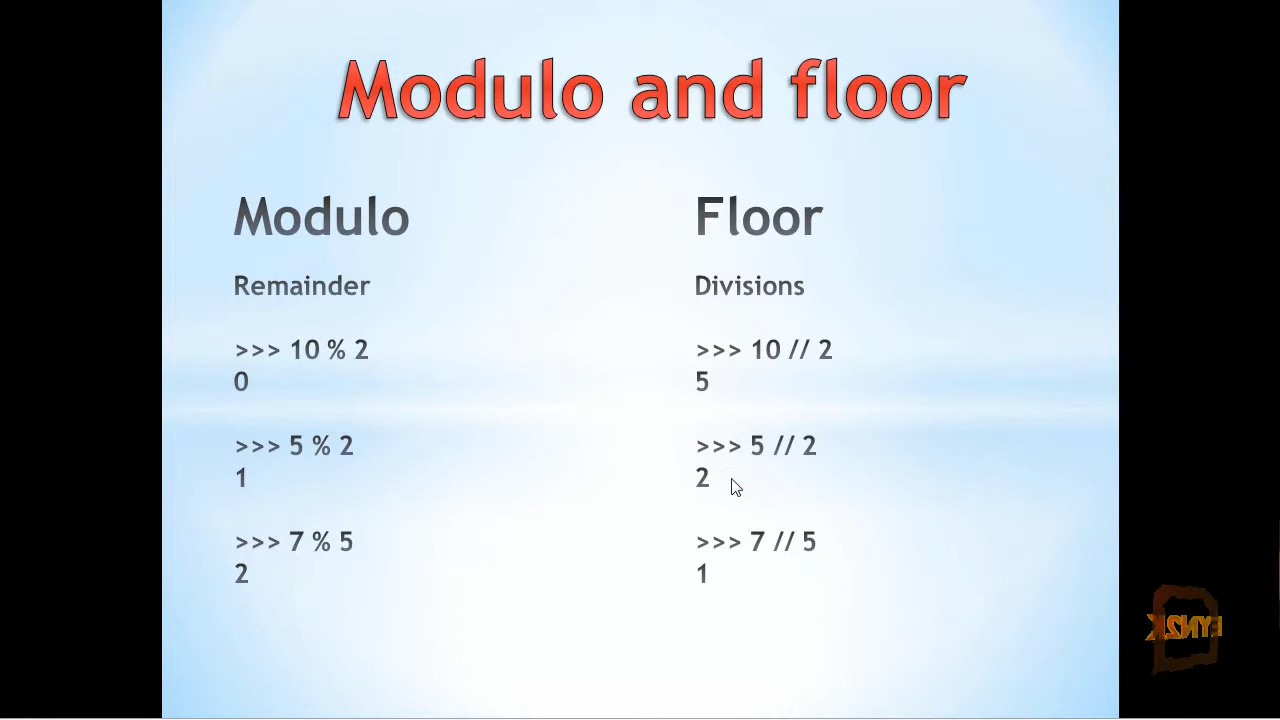 Modulo and floor
Modulo
Remainder
>>> 10 % 2
0
>>> 5 % 2
1
>>> 7 % 5
2
Floor
Divisions
>>> 10 // 2
5
>>> 5 // 2
2
>>> 7 // 5
1